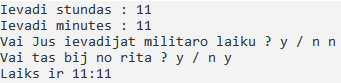 Ievadi stundas : 11
Ievadi minutes : 11
Vai Jus ievadijat militaro laiku ? y / n n
Vai tas bij no rita ? y / n y
Laiks ir 11:11